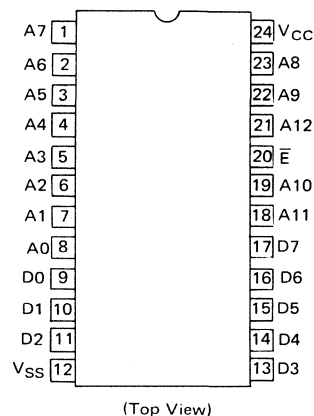 A7 1 24 VCC
A6 2 23 A8
A5 3 22 A9
A4 4 21 A12
A3 5 20 E̅
A2 6 19 A10
A1 7 18 A11
A0 8 17 D7
D0 9 16 D6
D1 10 15 D5
D2 11 14 D4
VSS 12 13 D3
(Top View)